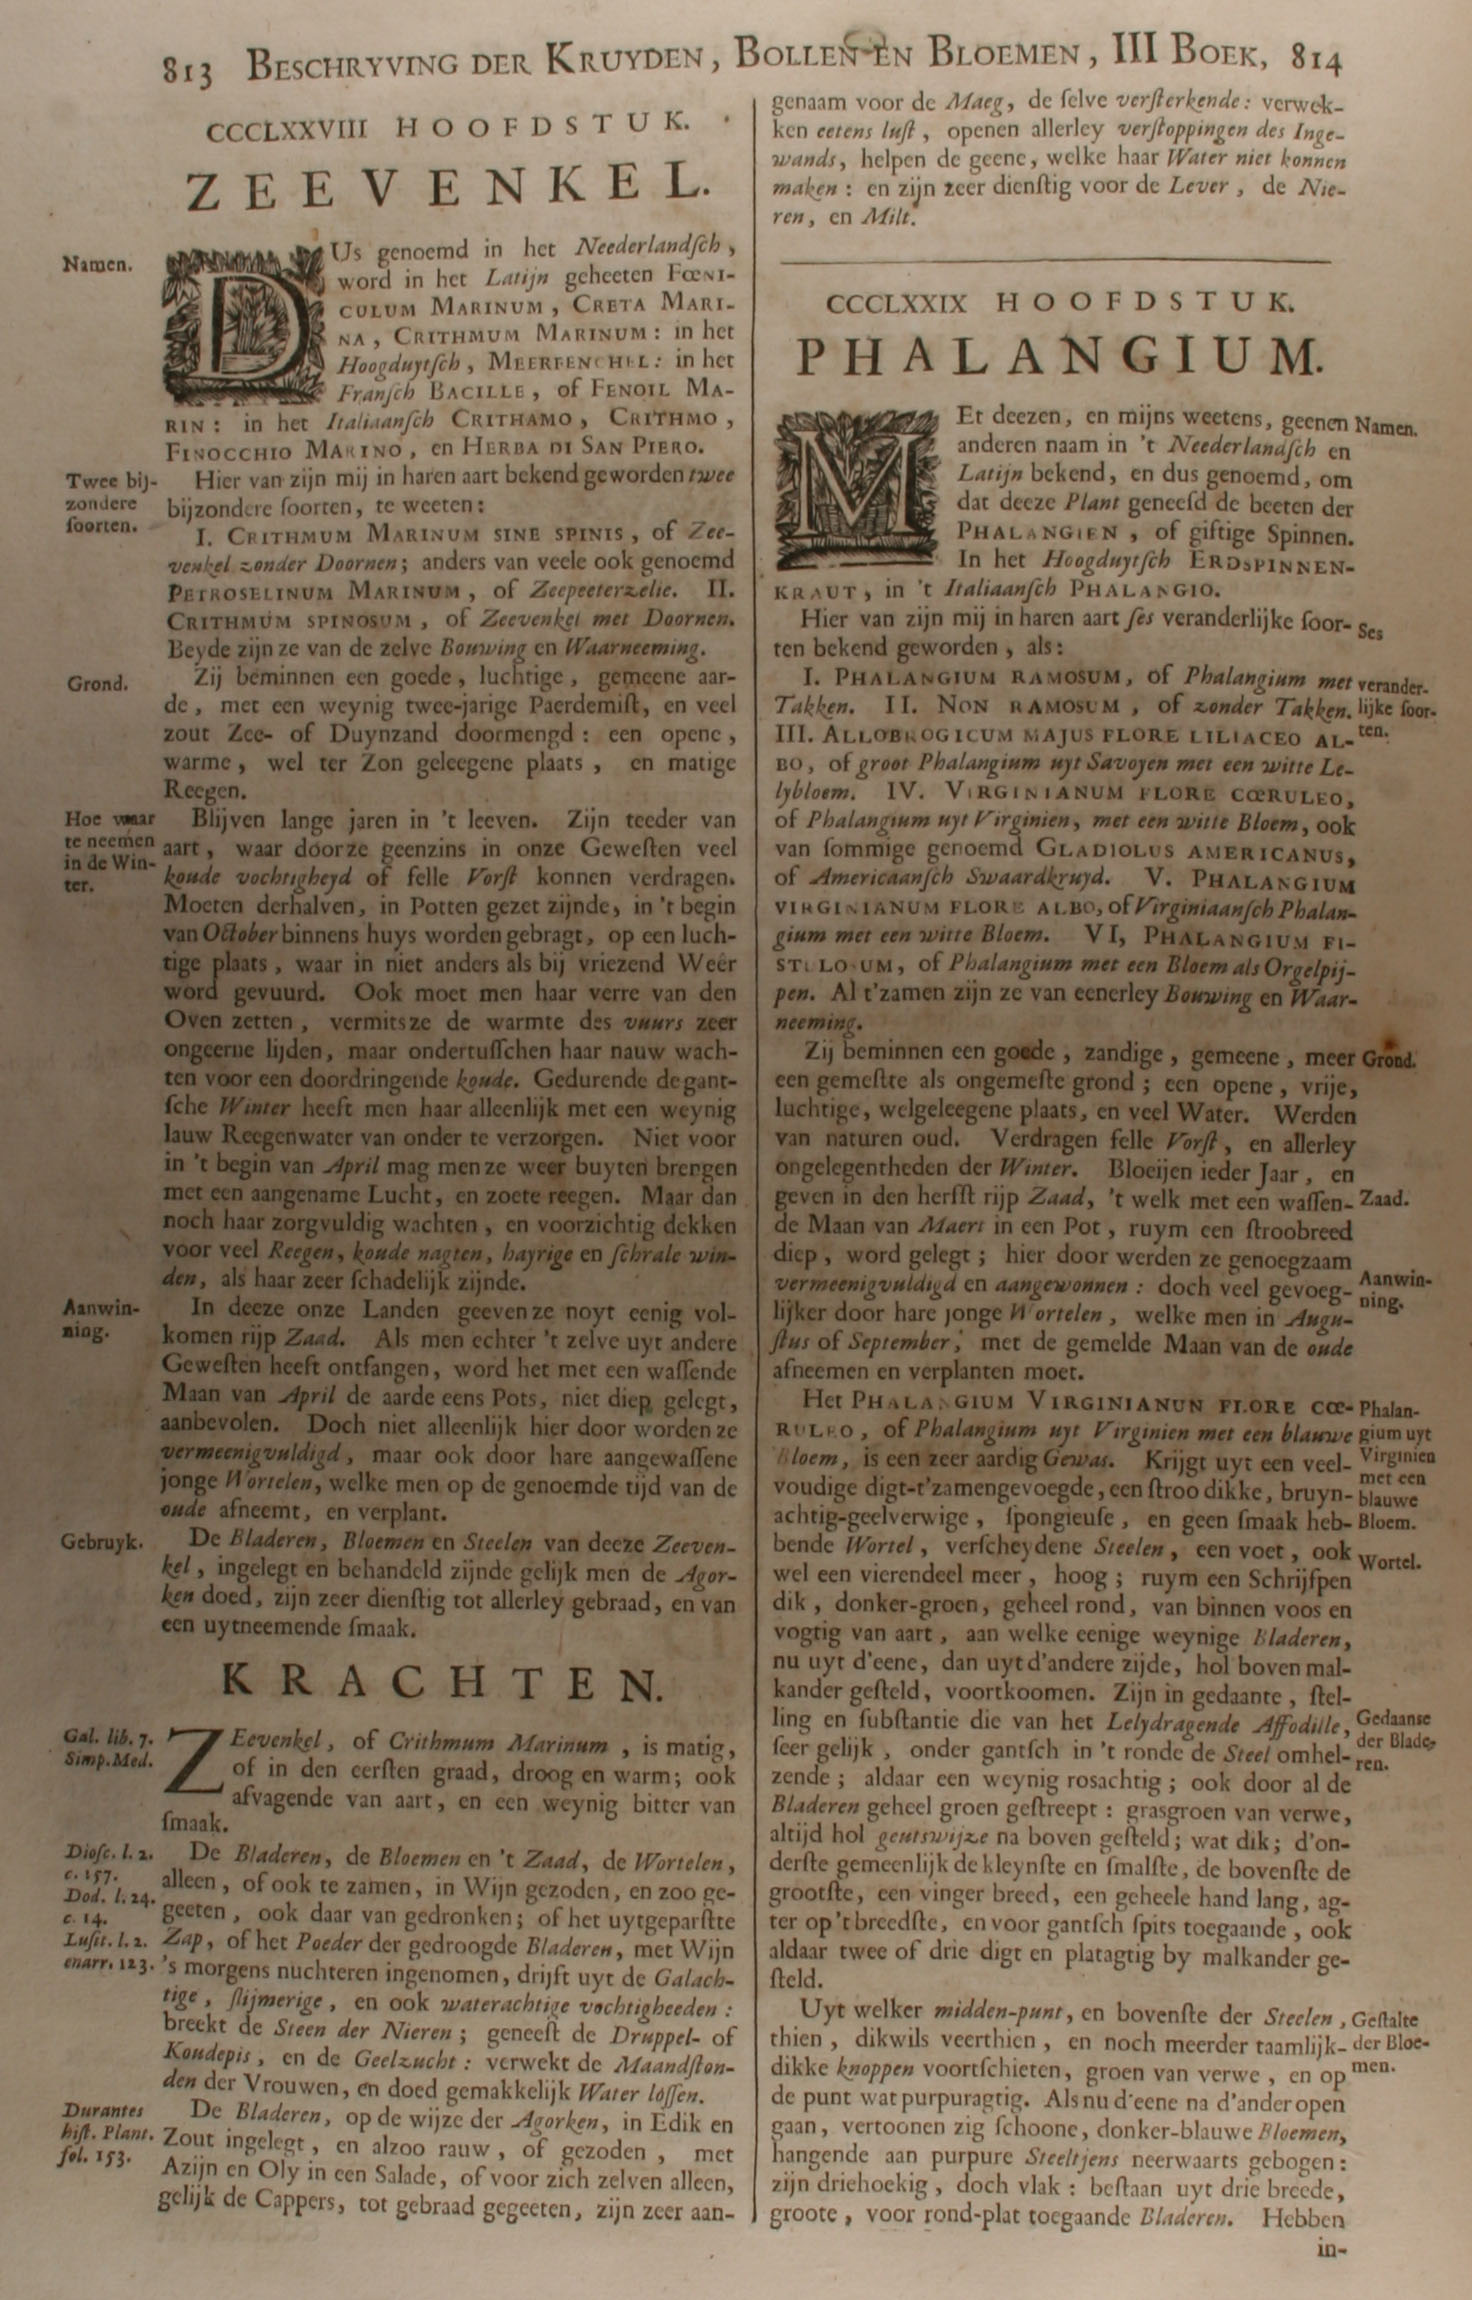 813 BESCHRYVING DER KRUYDEN, BOLLEN EN BLOEMEN, III BOEK, 814
CCCLXXVIII HOOFDSTUK.
ZEEVENKEL.
Namen.
DUs genoemd in het Neederlandſch,
word in het Latijn geheeten FŒNI-
CULUM MARINUM, CRETA MARI-
NA, CRITHMUM MARINUM: in het
Hoogduytſch, MEERFENCHEL: in het
Franſch BACILLE, of FENOIL MA-
RIN: in het Italiaanſch CRITHAMO, CRITHMO,
FINOCCHIO MARINO, en HERBA DI SAN PIERO.
Twee bij-
zondere
ſoorten.
Hier van zijn mij in haren aart bekend geworden twee
bijzondere ſoorten, te weeten:
I. CRITHMUM MARINUM SINE SPINIS, of Zee-
venkel zonder Doornen; anders van veele ook genoemd
PETROSELINUM MARINUM, of Zeepeeterzelie. II.
CRITHMUM SPINOSUM, of Zeevenkel met Doornen.
Beyde zijn ze van de zelve Bouwing en Waarneeming.
Grond.
Zij beminnen een goede, luchtige, gemeene aar-
de, met een weynig twee-jarige Paerdemiſt, en veel
zout Zee- of Duynzand doormengd: een opene,
warme, wel ter Zon geleegene plaats, en matige
Reegen.
Hoe waar
te neemen
in de Win-
ter.
Blijven lange jaren in 't leeven. Zijn teeder van
aart, waar doorze geenzins in onze Geweſten veel
koude vochtigheyd of felle Vorſt konnen verdragen.
Moeten derhalven, in Potten gezet zijnde, in 't begin
van October binnens huys worden gebragt, op een luch-
tige plaats, waar in niet anders als bij vriezend Weêr
word gevuurd. Ook moet men haar verre van den
Oven zetten, vermitsze de warmte des vuurs zeer
ongeerne lijden, maar ondertuſſchen haar nauw wach-
ten voor een doordringende koude. Gedurende de gant-
ſche Winter heeft men haar alleenlijk met een weynig
lauw Reegenwater van onder te verzorgen. Niet voor
in 't begin van April mag men ze weer buyten brengen
met een aangename Lucht, en zoete reegen. Maar dan
noch haar zorgvuldig wachten, en voorzichtig dekken
voor veel Reegen, koude nagten, hayrige en ſchrale win-
den, als haar zeer ſchadelijk zijnde.
Aanwin-
ning.
In deeze onze Landen geeven ze noyt eenig vol-
komen rijp Zaad. Als men echter 't zelve uyt andere
Geweſten heeft ontfangen, word het met een waſſende
Maan van April de aarde eens Pots, niet diep gelegt,
aanbevolen. Doch niet alleenlijk hier door worden ze
vermeenigvuldigd, maar ook door hare aangewaſſene
jonge Wortelen, welke men op de genoemde tijd van de
oude afneemt, en verplant.
Gebruyk.
De Bladeren, Bloemen en Steelen van deeze Zeeven-
kel, ingelegt en behandeld zijnde gelijk men de Agor-
ken doed, zijn zeer dienſtig tot allerley gebraad, en van
een uytneemende ſmaak.
KRACHTEN.
Gal. lib. 7.
Simp. Med.
ZEevenkel, of Crithmum Marinum, is matig,
of in den eerſten graad, droog en warm; ook
afvagende van aart, en een weynig bitter van
ſmaak.
Dioſc. l. 2.
c. 157.
Dod. l. 24.
c. 14.
Luſit. l. 2.
enarr. 123.
De Bladeren, de Bloemen en 't Zaad, de Wortelen,
alleen, of ook te zamen, in Wijn gezoden, en zoo ge-
geeten, ook daar van gedronken; of het uytgeparſtte
Zap, of het Poeder der gedroogde Bladeren, met Wijn
's morgens nuchteren ingenomen, drijft uyt de Galach-
tige, ſlijmerige, en ook waterachtige vochtigheeden:
breekt de Steen der Nieren; geneeſt de Druppel- of
Koudepis, en de Geelzucht: verwekt de Maandſton-
den der Vrouwen, en doed gemakkelijk Water loſſen.
Durantes
hiſt. Plant.
fol. 153.
De Bladeren, op de wijze der Agorken, in Edik en
Zout ingelegt, en alzoo rauw, of gezoden, met
Azijn en Oly in een Salade, of voor zich zelven alleen,
gelijk de Cappers, tot gebraad gegeeten, zijn zeer aan-
genaam voor de Maeg, de ſelve verſterkende: verwek-
ken eetens luſt, openen allerley verſtoppingen des Inge-
wands, helpen de geene, welke haar Water niet konnen
maken: en zijn zeer dienſtig voor de Lever, de Nie-
ren, en Milt.
CCCLXXIX HOOFDSTUK.
PHALANGIUM.
MEt deezen, en mijns weetens, geenen
anderen naam in 't Neederlandſch en
Latijn bekend, en dus genoemd, om
dat deeze Plant geneeſd de beeten der
PHALANGIEN, of giftige Spinnen.
In het Hoogduytſch ERDSPINNEN-
KRAUT, in 't Italiaanſch PHALANGIO.
Namen.
Hier van zijn mij in haren aart ſes veranderlijke ſoor-
ten bekend geworden, als:
I. PHALANGIUM RAMOSUM, of Phalangium met
Takken. II. NON RAMOSUM, of zonder Takken.
III. ALLOBROGICUM MAJUS FLORE LILIACEO AL-
BO, of groot Phalangium uyt Savoyen met een witte Le-
lybloem. IV. VIRGINIANUM FLORE CŒRULEO,
of Phalangium uyt Virginien, met een witte Bloem, ook
van ſommige genoemd GLADIOLUS AMERICANUS,
of Americaanſch Swaardkruyd. V. PHALANGIUM
VIRGINIANUM FLORE ALBO, of Virginiaanſch Phalan-
gium met een witte Bloem. VI, PHALANGIUM FI-
STULOSUM, of Phalangium met een Bloem als Orgelpij-
pen. Al t'zamen zijn ze van eenerley Bouwing en Waar-
neeming.
Ses
verander-
lijke ſoor-
ten.
Zij beminnen een goede, zandige, gemeene, meer
een gemeſtte als ongemeſte grond; een opene, vrije,
luchtige, welgeleegene plaats, en veel Water. Werden
van naturen oud. Verdragen felle Vorſt, en allerley
ongelegentheden der Winter. Bloeijen ieder Jaar, en
geven in den herfſt rijp Zaad, 't welk met een waſſen-
de Maan van Maert in een Pot, ruym een ſtroobreed
diep, word gelegt; hier door werden ze genoegzaam
vermeenigvuldigd en aangewonnen: doch veel gevoeg-
lijker door hare jonge Wortelen, welke men in Augu-
ſtus of September, met de gemelde Maan van de oude
afneemen en verplanten moet.
Grond.
Zaad.
Aanwin-
ning.
Het PHALANGIUM VIRGINIANUN FLORE CŒ-
RULEO, of Phalangium uyt Virginien met een blauwe
Bloem, is een zeer aardig Gewas. Krijgt uyt een veel-
voudige digt-t'zamengevoegde, een ſtroo dikke, bruyn-
achtig-geelverwige, ſpongieuſe, en geen ſmaak heb-
bende Wortel, verſcheydene Steelen, een voet, ook
wel een vierendeel meer, hoog; ruym een Schrijfpen
dik, donker-groen, geheel rond, van binnen voos en
vogtig van aart, aan welke eenige weynige Bladeren,
nu uyt d'eene, dan uyt d'andere zijde, hol boven mal-
kander geſteld, voortkoomen. Zijn in gedaante, ſtel-
ling en ſubſtantie die van het Lelydragende Affodille,
ſeer gelijk, onder gantſch in 't ronde de Steel omhel-
zende; aldaar een weynig rosachtig; ook door al de
Bladeren geheel groen geſtreept: grasgroen van verwe,
altijd hol geutswijze na boven geſteld; wat dik; d'on-
derſte gemeenlijk de kleynſte en ſmalſte, de bovenſte de
grootſte, een vinger breed, een geheele hand lang, ag-
ter op 't breedſte, en voor gantſch ſpits toegaande, ook
aldaar twee of drie digt en platagtig by malkander ge-
ſteld.
Phalan-
gium uyt
Virginien
met een
blauwe
Bloem.
Wortel.
Gedaante
der Blade-
ren.
Uyt welker midden-punt, en bovenſte der Steelen,
thien, dikwils veerthien, en noch meerder taamlijk-
dikke knoppen voortſchieten, groen van verwe, en op
de punt wat purpuragtig. Als nu d'eene na d'ander open
gaan, vertoonen zig ſchoone, donker-blauwe Bloemen,
hangende aan purpure Steeltjens neerwaarts gebogen:
zijn driehoekig, doch vlak: beſtaan uyt drie breede,
groote, voor rond-plat toegaande Bladeren. Hebben
Geſtalte
der Bloe-
men.
in-